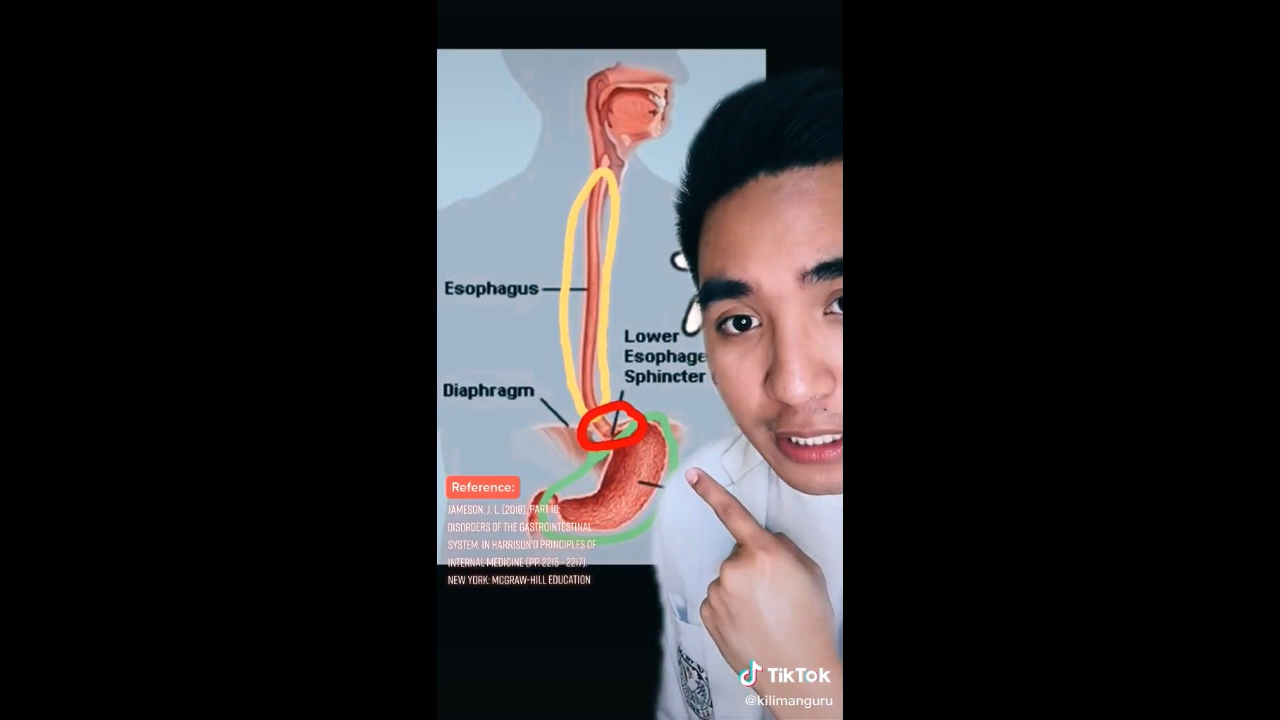 Esophagus
Lower
Esophage
Sphincter
Diaphragm
Reference:
JAMESON, J. L. (2018). PART 10:
DISORDERS OF THE GASTROINTESTINAL
SYSTEM. IN HARRISON'D PRINCIPLES OF
INTERNAL MEDICINE (PP. 2215 - 2217).
NEW YORK: MCGRAW-HILL EDUCATION
TikTok
@kilimanguru